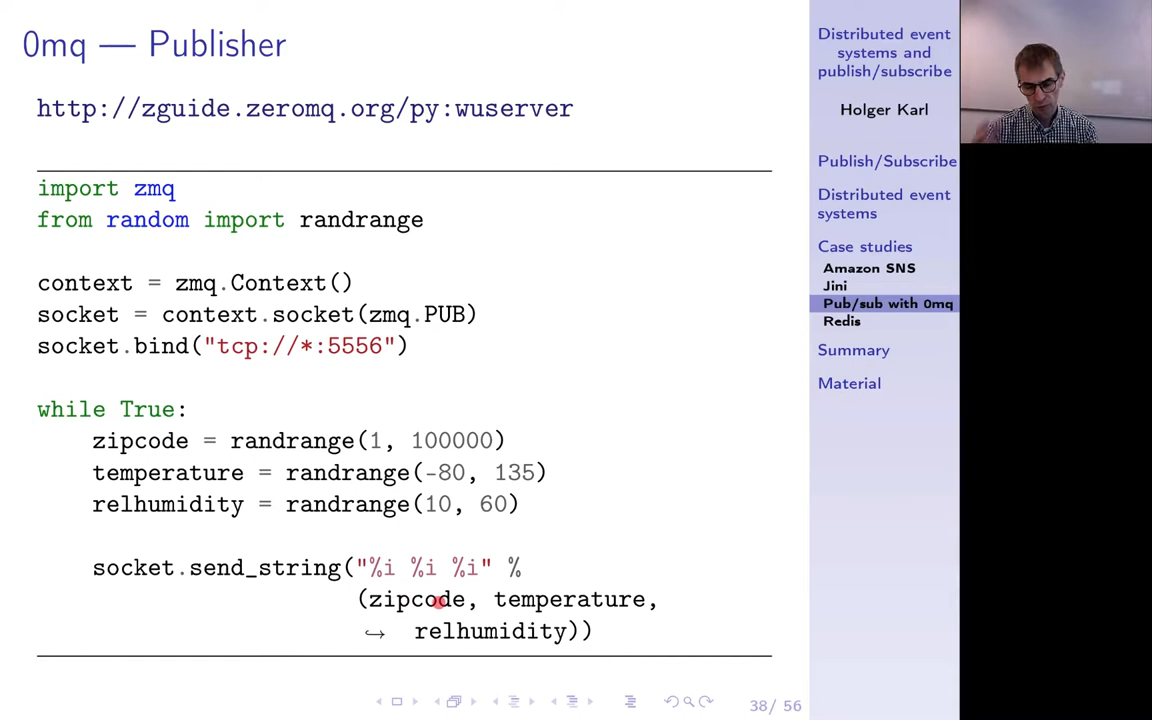 0mq — Publisher
http://zguide.zeromq.org/py:wuserver
import zmq
from random import randrange
context = zmq.Context()
socket = context.socket(zmq.PUB)
socket.bind("tcp://*:5556")
while True:
zipcode = randrange(1, 100000)
temperature = randrange(-80, 135)
relhumidity = randrange(10, 60)
socket.send_string("%i %i %i" %
(zipcode, temperature,
↪ relhumidity))
38/ 56
Distributed event
systems and
publish/subscribe
Holger Karl
Publish/Subscribe
Distributed event
systems
Case studies
Amazon SNS
Jini
Pub/sub with 0mq
Redis
Summary
Material